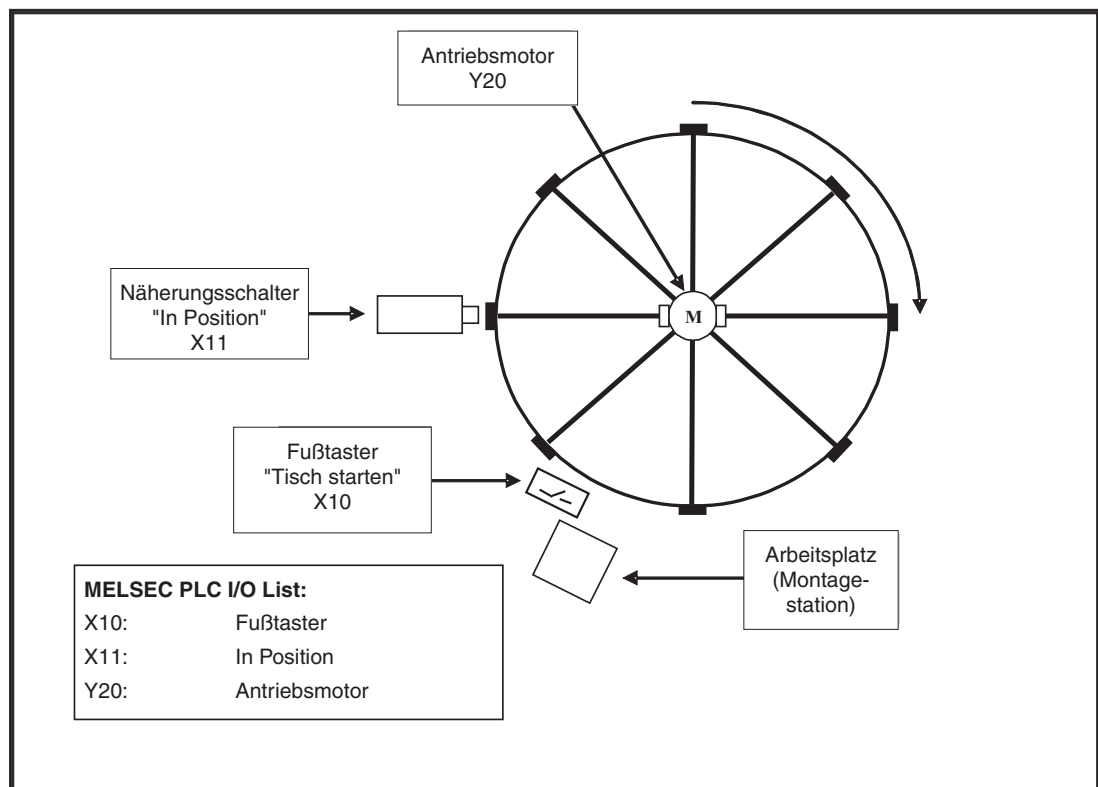 Antriebsmotor
Y20
M
Näherungsschalter
"In Position"
X11
Fußtaster
"Tisch starten"
X10
Arbeitsplatz
(Montage-
station)
MELSEC PLC I/O List:
X10: Fußtaster
X11: In Position
Y20: Antriebsmotor